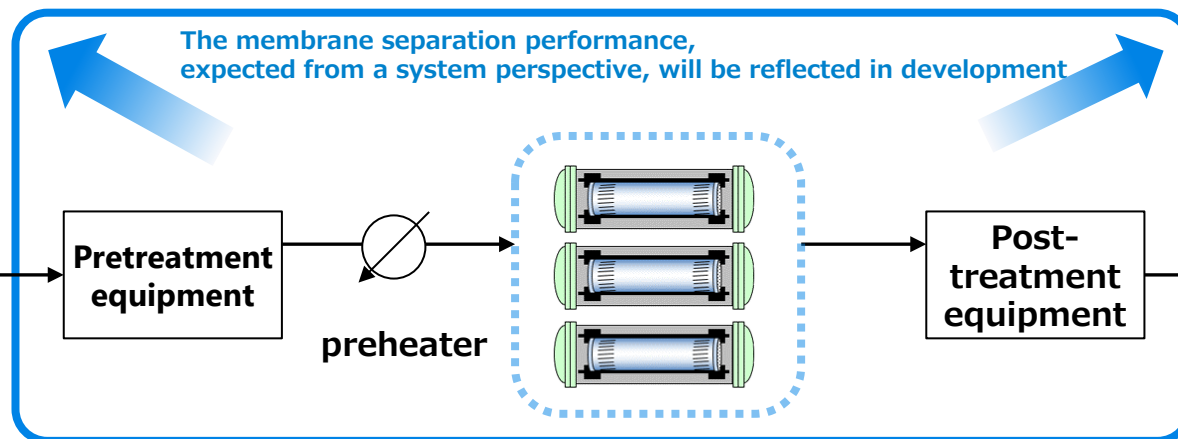 The membrane separation performance,
expected from a system perspective, will be reflected in development
Pretreatment
equipment
preheater
Post-
treatment
equipment